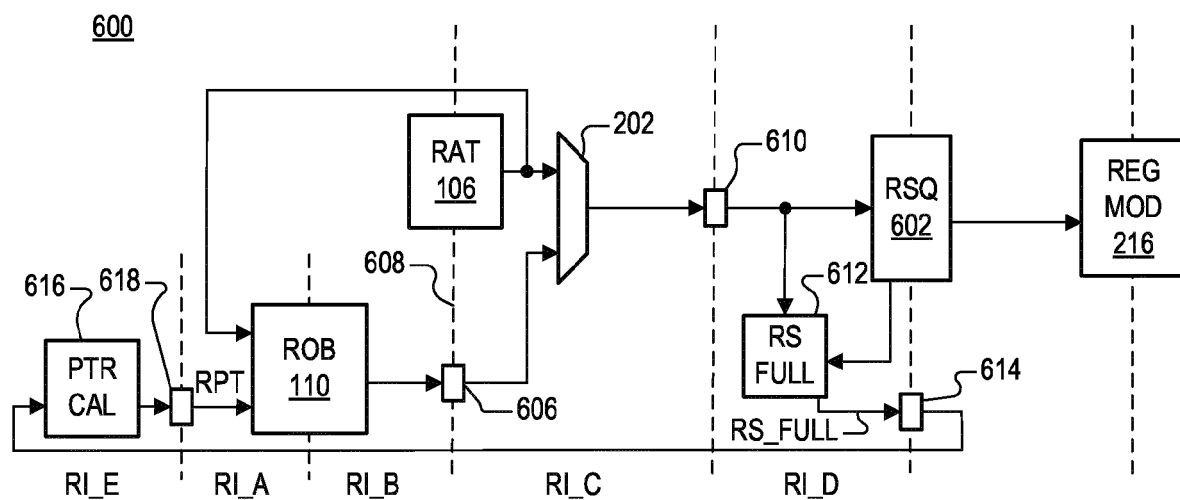 600
202
610
RAT
106
RSQ
602
REG
MOD
216
608
612
616
618
PTR
CAL
RPT
ROB
110
606
RS
FULL
614
RS_FULL
RI_E
RI_A
RI_B
RI_C
RI_D